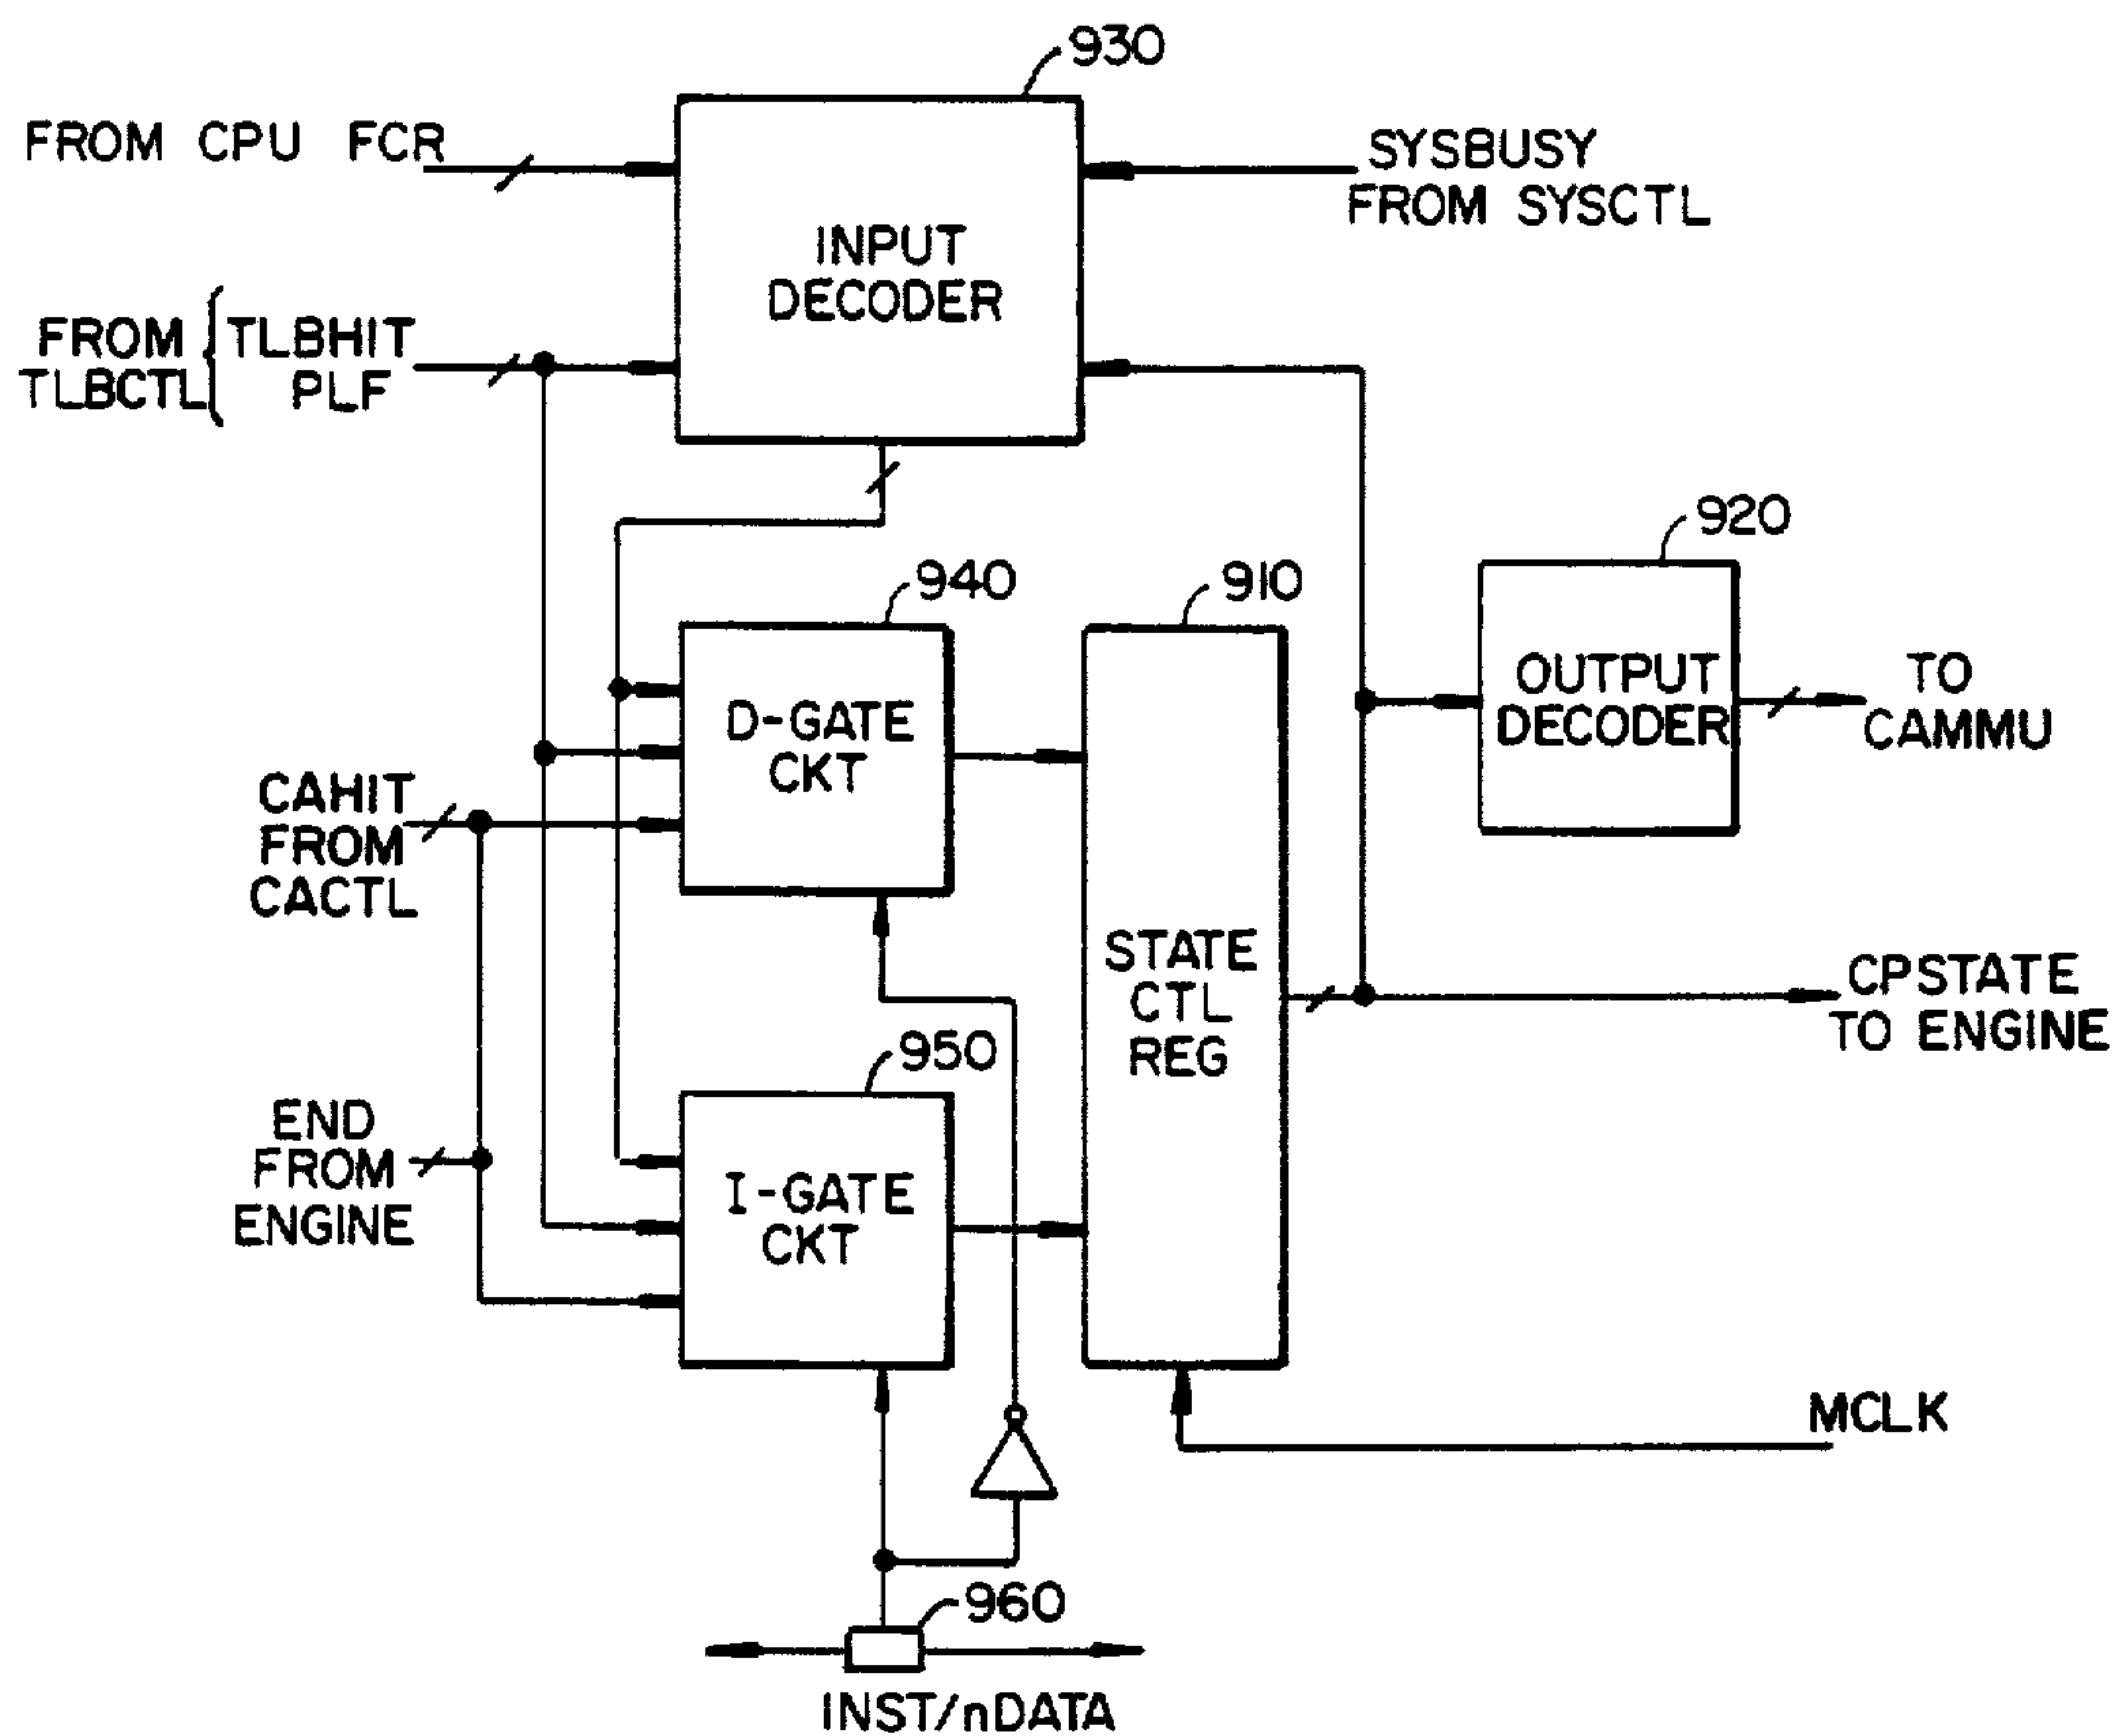 930
FROM CPU FCR
SYSBUSY
FROM SYSCTL
INPUT
DECODER
FROM TLBHIT
TLBCTL PLF
920
940
910
OUTPUT
DECODER
TO
CAMMU
D-GATE
CKT
CAHIT
FROM
CACTL
STATE
CTL
REG
CPSTATE
TO ENGINE
950
END
FROM
ENGINE
I-GATE
CKT
MCLK
960
INST/nDATA